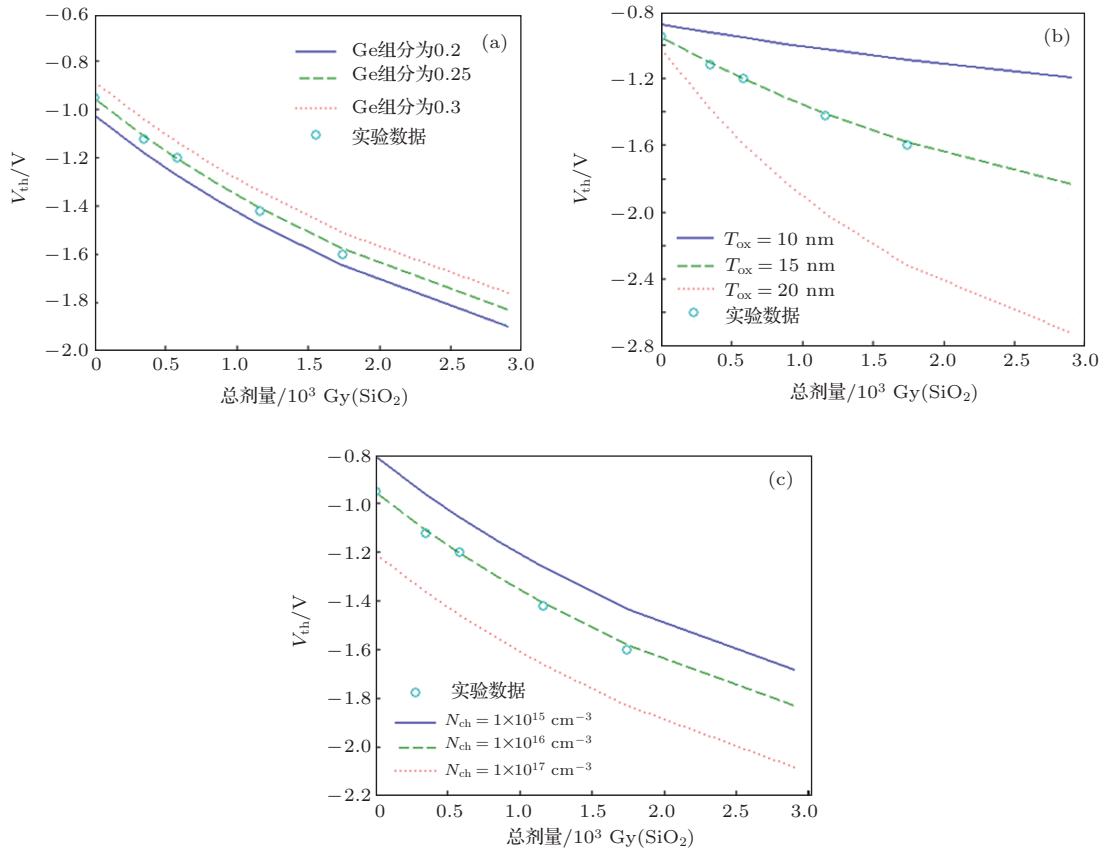 −0.6
−0.8
−1.0
−1.2
−1.4
−1.6
−1.8
−2.0
V_th/V
(a)
Ge组分为0.2
Ge组分为0.25
Ge组分为0.3
实验数据
0 0.5 1.0 1.5 2.0 2.5 3.0
总剂量/10³ Gy(SiO₂)
−0.8
−1.2
−1.6
−2.0
−2.4
−2.8
V_th/V
(b)
T_ox = 10 nm
T_ox = 15 nm
T_ox = 20 nm
实验数据
0 0.5 1.0 1.5 2.0 2.5 3.0
总剂量/10³ Gy(SiO₂)
−0.8
−1.0
−1.2
−1.4
−1.6
−1.8
−2.0
−2.2
V_th/V
(c)
实验数据
N_ch = 1×10¹⁵ cm⁻³
N_ch = 1×10¹⁶ cm⁻³
N_ch = 1×10¹⁷ cm⁻³
0 0.5 1.0 1.5 2.0 2.5 3.0
总剂量/10³ Gy(SiO₂)